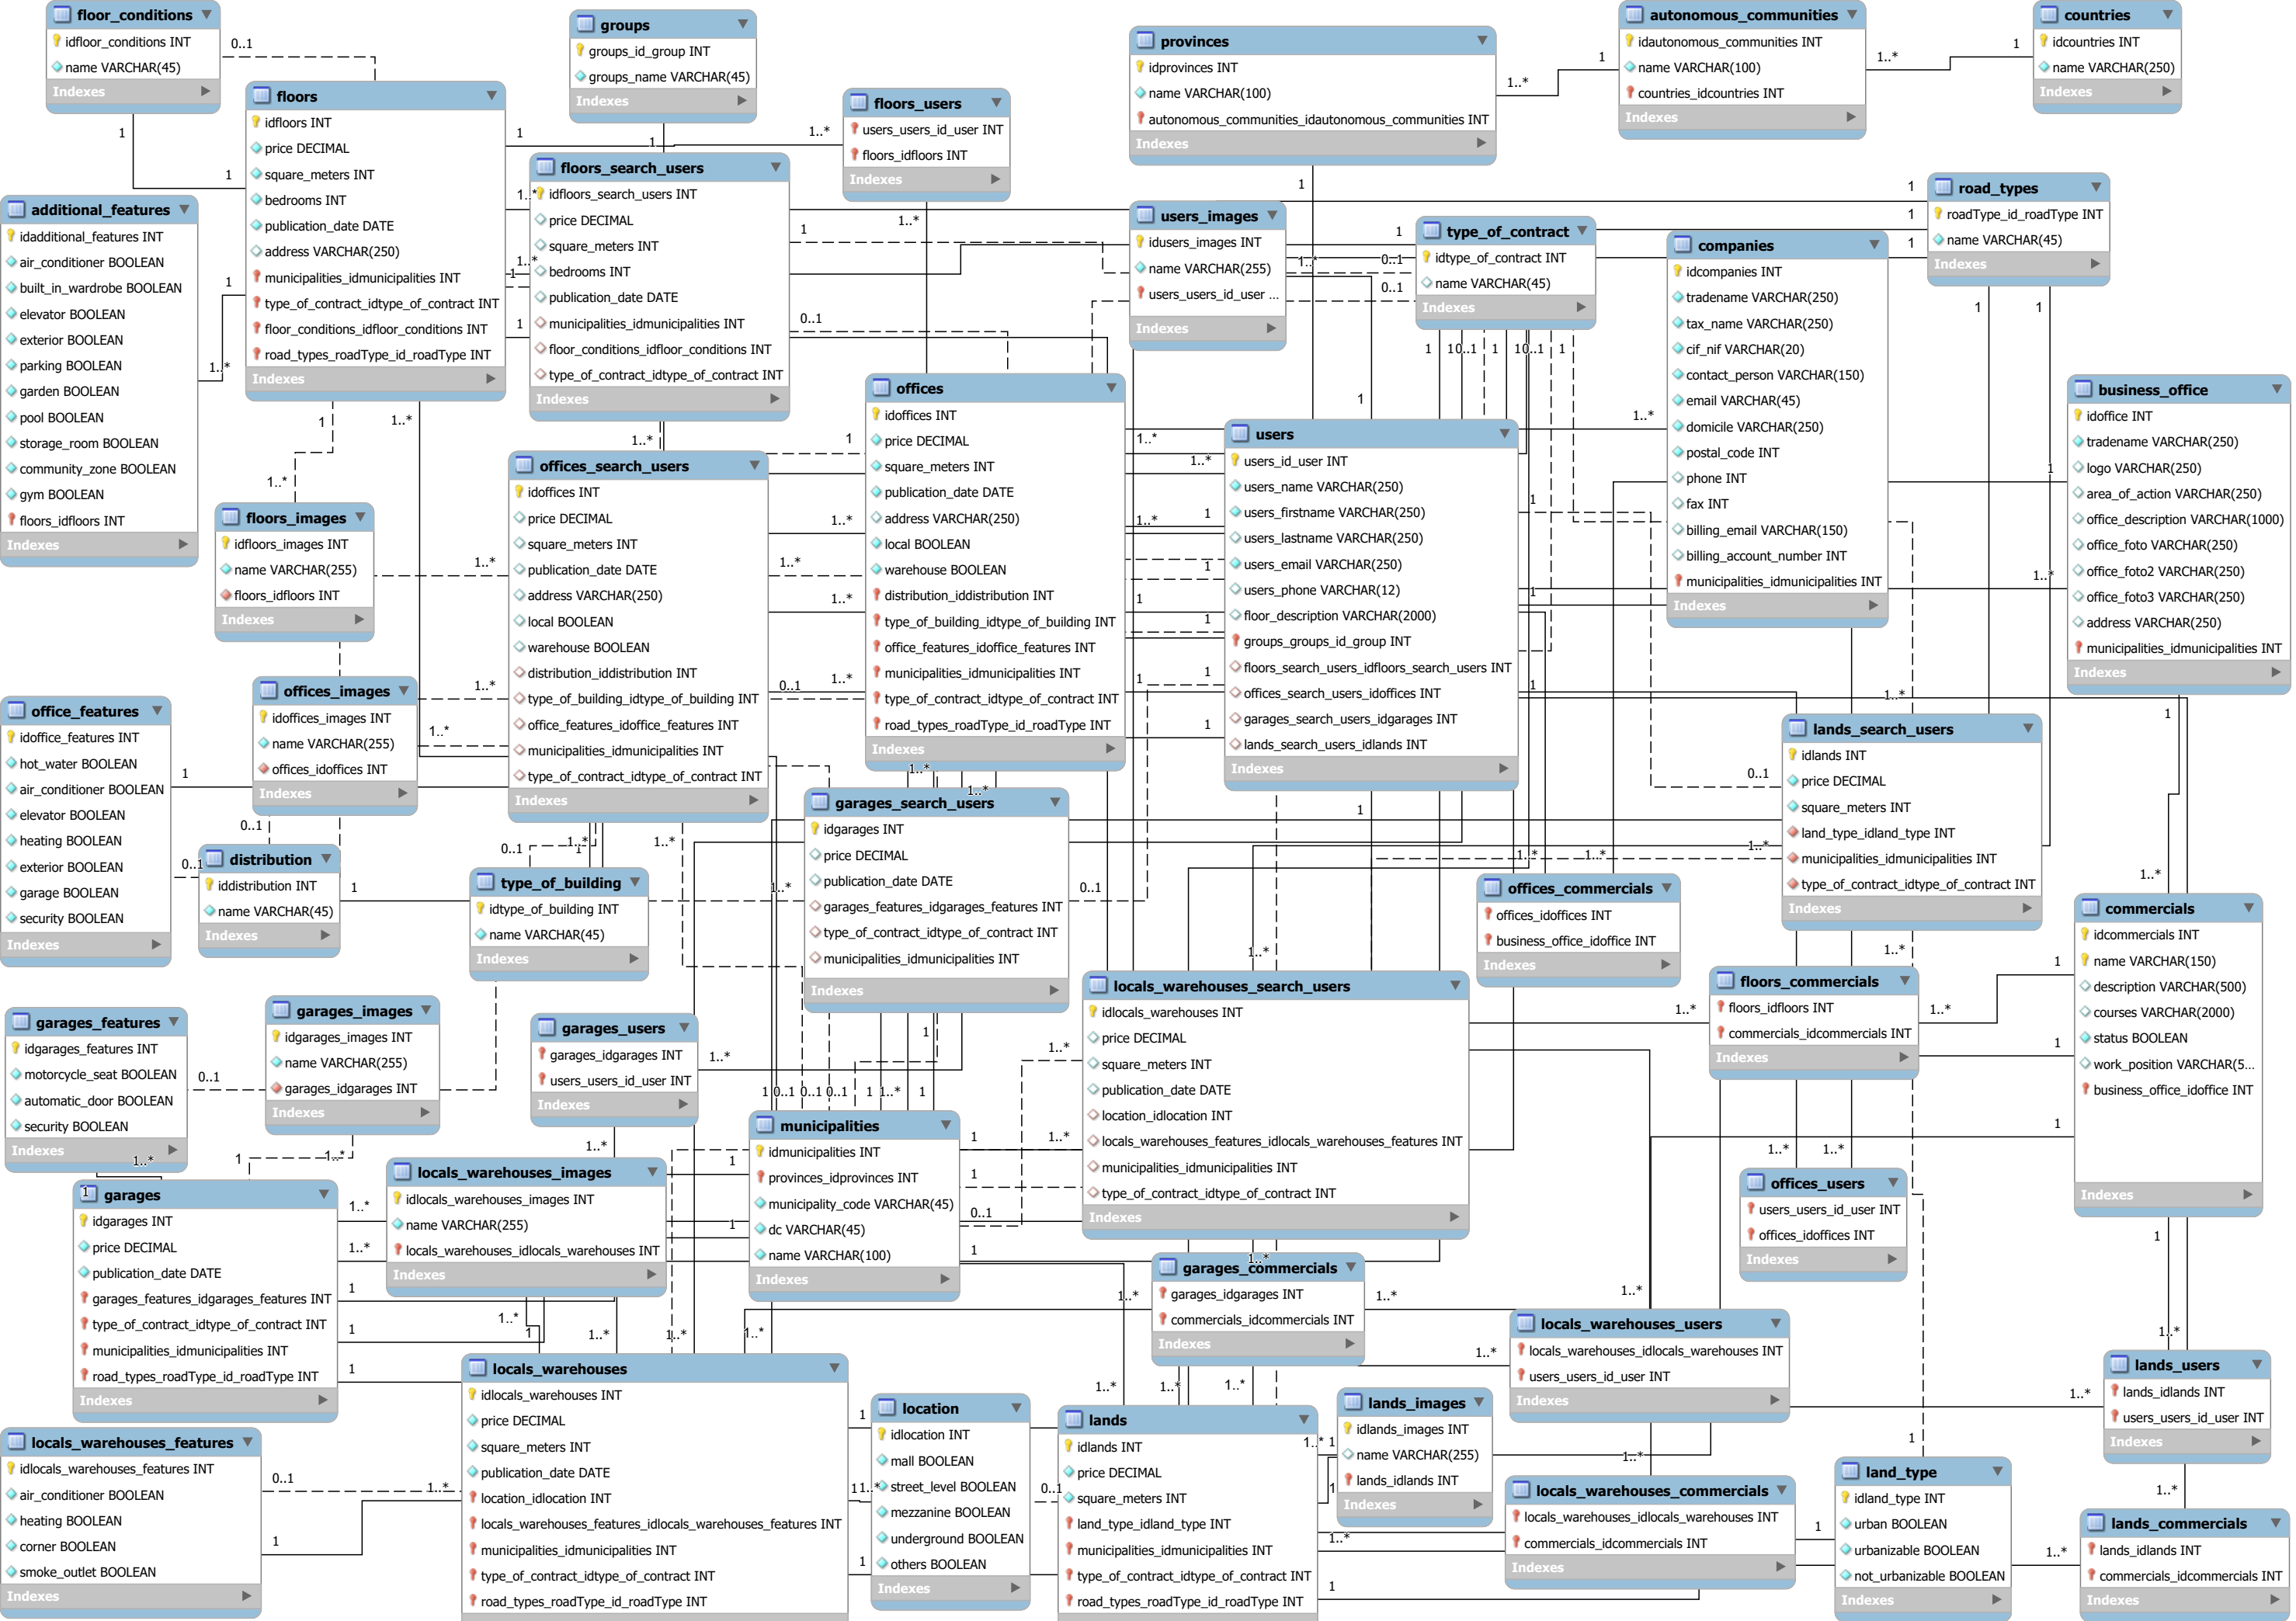 floor_conditions
idfloor_conditions INT
name VARCHAR(45)
Indexes
groups
groups_id_group INT
groups_name VARCHAR(45)
Indexes
provinces
idprovinces INT
name VARCHAR(100)
autonomous_communities_idautonomous_communities INT
Indexes
autonomous_communities
idautonomous_communities INT
name VARCHAR(100)
countries_idcountries INT
Indexes
countries
idcountries INT
name VARCHAR(250)
Indexes
floors
idfloors INT
price DECIMAL
square_meters INT
bedrooms INT
publication_date DATE
address VARCHAR(250)
municipalities_idmunicipalities INT
type_of_contract_idtype_of_contract INT
floor_conditions_idfloor_conditions INT
road_types_roadType_id_roadType INT
Indexes
floors_users
users_users_id_user INT
floors_idfloors INT
Indexes
floors_search_users
idfloors_search_users INT
price DECIMAL
square_meters INT
bedrooms INT
publication_date DATE
municipalities_idmunicipalities INT
floor_conditions_idfloor_conditions INT
type_of_contract_idtype_of_contract INT
Indexes
additional_features
idadditional_features INT
air_conditioner BOOLEAN
built_in_wardrobe BOOLEAN
elevator BOOLEAN
exterior BOOLEAN
parking BOOLEAN
garden BOOLEAN
pool BOOLEAN
storage_room BOOLEAN
community_zone BOOLEAN
gym BOOLEAN
floors_idfloors INT
Indexes
users_images
idusers_images INT
name VARCHAR(255)
users_users_id_user ...
Indexes
type_of_contract
idtype_of_contract INT
name VARCHAR(45)
Indexes
road_types
roadType_id_roadType INT
name VARCHAR(45)
Indexes
companies
idcompanies INT
tradename VARCHAR(250)
tax_name VARCHAR(250)
cif_nif VARCHAR(20)
contact_person VARCHAR(150)
email VARCHAR(45)
domicile VARCHAR(250)
postal_code INT
phone INT
fax INT
billing_email VARCHAR(150)
billing_account_number INT
municipalities_idmunicipalities INT
Indexes
business_office
idoffice INT
tradename VARCHAR(250)
logo VARCHAR(250)
area_of_action VARCHAR(250)
office_description VARCHAR(1000)
office_foto VARCHAR(250)
office_foto2 VARCHAR(250)
office_foto3 VARCHAR(250)
address VARCHAR(250)
municipalities_idmunicipalities INT
Indexes
offices
idoffices INT
price DECIMAL
square_meters INT
publication_date DATE
address VARCHAR(250)
local BOOLEAN
warehouse BOOLEAN
distribution_iddistribution INT
type_of_building_idtype_of_building INT
office_features_idoffice_features INT
municipalities_idmunicipalities INT
type_of_contract_idtype_of_contract INT
road_types_roadType_id_roadType INT
Indexes
users
users_id_user INT
users_name VARCHAR(250)
users_firstname VARCHAR(250)
users_lastname VARCHAR(250)
users_email VARCHAR(250)
users_phone VARCHAR(12)
floor_description VARCHAR(2000)
groups_groups_id_group INT
floors_search_users_idfloors_search_users INT
offices_search_users_idoffices INT
garages_search_users_idgarages INT
lands_search_users_idlands INT
Indexes
offices_search_users
idoffices INT
price DECIMAL
square_meters INT
publication_date DATE
address VARCHAR(250)
local BOOLEAN
warehouse BOOLEAN
distribution_iddistribution INT
type_of_building_idtype_of_building INT
office_features_idoffice_features INT
municipalities_idmunicipalities INT
type_of_contract_idtype_of_contract INT
Indexes
floors_images
idfloors_images INT
name VARCHAR(255)
floors_idfloors INT
Indexes
offices_images
idoffices_images INT
name VARCHAR(255)
offices_idoffices INT
Indexes
office_features
idoffice_features INT
hot_water BOOLEAN
air_conditioner BOOLEAN
elevator BOOLEAN
heating BOOLEAN
exterior BOOLEAN
garage BOOLEAN
security BOOLEAN
Indexes
distribution
iddistribution INT
name VARCHAR(45)
Indexes
type_of_building
idtype_of_building INT
name VARCHAR(45)
Indexes
garages_search_users
idgarages INT
price DECIMAL
publication_date DATE
garages_features_idgarages_features INT
type_of_contract_idtype_of_contract INT
municipalities_idmunicipalities INT
Indexes
lands_search_users
idlands INT
price DECIMAL
square_meters INT
land_type_idland_type INT
municipalities_idmunicipalities INT
type_of_contract_idtype_of_contract INT
Indexes
offices_commercials
offices_idoffices INT
business_office_idoffice INT
Indexes
commercials
idcommercials INT
name VARCHAR(150)
description VARCHAR(500)
courses VARCHAR(2000)
status BOOLEAN
work_position VARCHAR(5...
business_office_idoffice INT
Indexes
floors_commercials
floors_idfloors INT
commercials_idcommercials INT
Indexes
locals_warehouses_search_users
idlocals_warehouses INT
price DECIMAL
square_meters INT
publication_date DATE
location_idlocation INT
locals_warehouses_features_idlocals_warehouses_features INT
municipalities_idmunicipalities INT
type_of_contract_idtype_of_contract INT
Indexes
garages_features
idgarages_features INT
motorcycle_seat BOOLEAN
automatic_door BOOLEAN
security BOOLEAN
Indexes
garages_images
idgarages_images INT
name VARCHAR(255)
garages_idgarages INT
Indexes
garages_users
garages_idgarages INT
users_users_id_user INT
Indexes
municipalities
idmunicipalities INT
provinces_idprovinces INT
municipality_code VARCHAR(45)
dc VARCHAR(45)
name VARCHAR(100)
Indexes
locals_warehouses_images
idlocals_warehouses_images INT
name VARCHAR(255)
locals_warehouses_idlocals_warehouses INT
Indexes
garages
idgarages INT
price DECIMAL
publication_date DATE
garages_features_idgarages_features INT
type_of_contract_idtype_of_contract INT
municipalities_idmunicipalities INT
road_types_roadType_id_roadType INT
Indexes
offices_users
users_users_id_user INT
offices_idoffices INT
Indexes
garages_commercials
garages_idgarages INT
commercials_idcommercials INT
Indexes
locals_warehouses_users
locals_warehouses_idlocals_warehouses INT
users_users_id_user INT
Indexes
lands_users
lands_idlands INT
users_users_id_user INT
Indexes
locals_warehouses
idlocals_warehouses INT
price DECIMAL
square_meters INT
publication_date DATE
location_idlocation INT
locals_warehouses_features_idlocals_warehouses_features INT
municipalities_idmunicipalities INT
type_of_contract_idtype_of_contract INT
road_types_roadType_id_roadType INT
locals_warehouses_features
idlocals_warehouses_features INT
air_conditioner BOOLEAN
heating BOOLEAN
corner BOOLEAN
smoke_outlet BOOLEAN
Indexes
location
idlocation INT
mall BOOLEAN
street_level BOOLEAN
mezzanine BOOLEAN
underground BOOLEAN
others BOOLEAN
Indexes
lands
idlands INT
price DECIMAL
square_meters INT
land_type_idland_type INT
municipalities_idmunicipalities INT
type_of_contract_idtype_of_contract INT
road_types_roadType_id_roadType INT
lands_images
idlands_images INT
name VARCHAR(255)
lands_idlands INT
Indexes
locals_warehouses_commercials
locals_warehouses_idlocals_warehouses INT
commercials_idcommercials INT
Indexes
land_type
idland_type INT
urban BOOLEAN
urbanizable BOOLEAN
not_urbanizable BOOLEAN
Indexes
lands_commercials
lands_idlands INT
commercials_idcommercials INT
Indexes